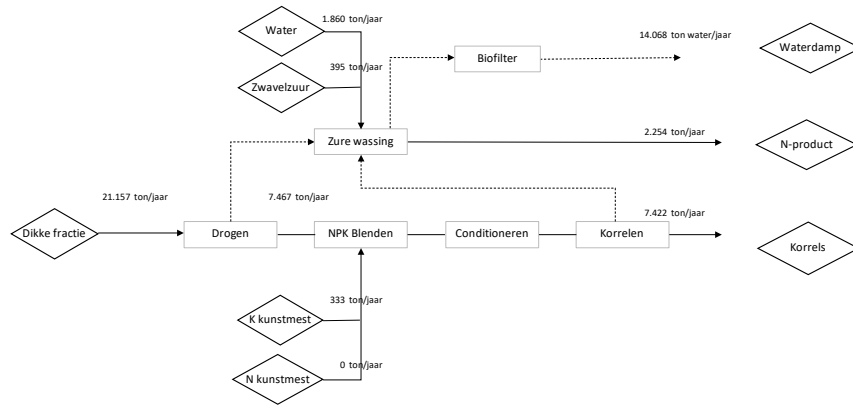 Water
1.860 ton/jaar
14.068 ton water/jaar
Waterdamp
Biofilter
395 ton/jaar
Zwavelzuur
Zure wassing
2.254 ton/jaar
N-product
21.157 ton/jaar
7.467 ton/jaar
7.422 ton/jaar
Dikke fractie
Drogen
NPK Blenden
Conditioneren
Korrelen
Korrels
333 ton/jaar
K kunstmest
0 ton/jaar
N kunstmest